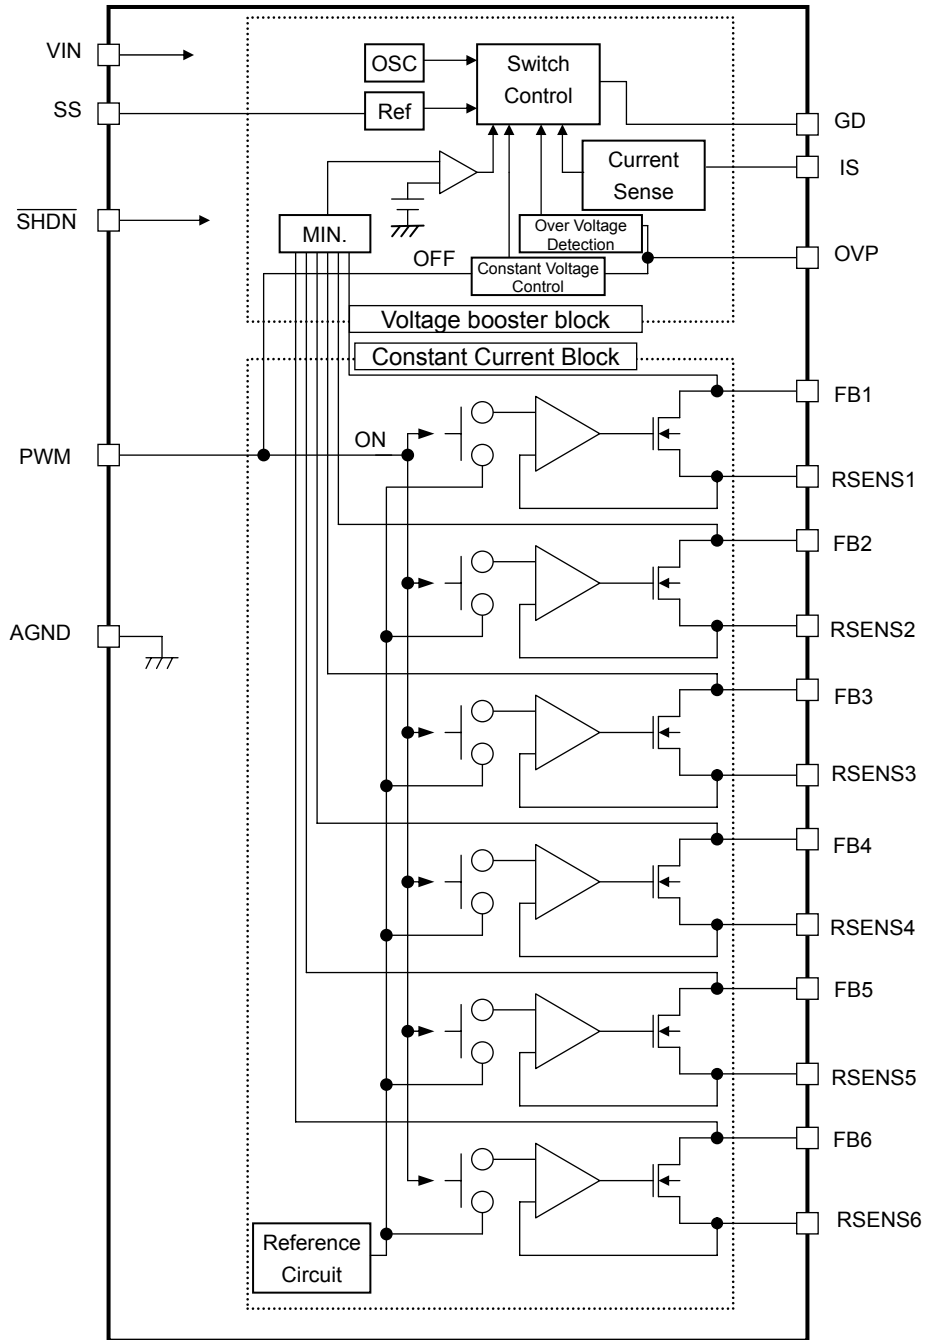 VIN
OSC
Switch
Control
SS
Ref
GD
Current
Sense
IS
SHDN
MIN.
Over Voltage
Detection
OFF
Constant Voltage
Control
OVP
Voltage booster block
Constant Current Block
FB1
ON
PWM
RSENS1
FB2
AGND
RSENS2
FB3
RSENS3
FB4
RSENS4
FB5
RSENS5
FB6
RSENS6
Reference
Circuit